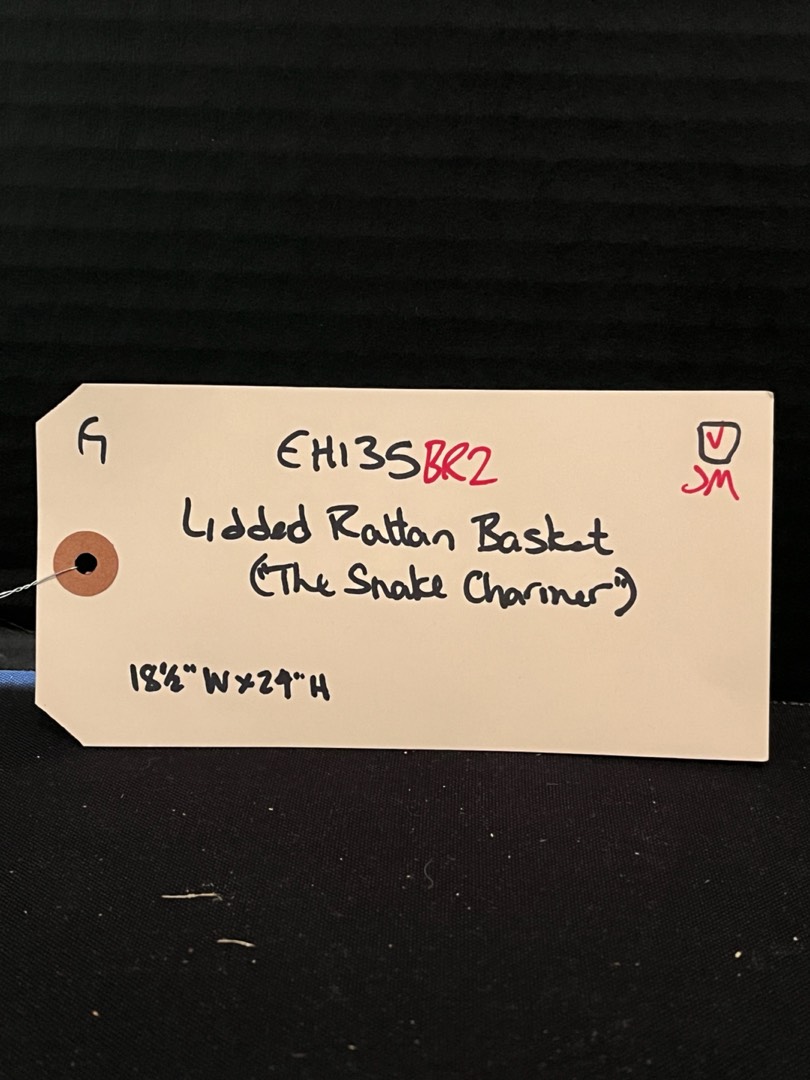 G
EH135BR2
JM
Lidded Rattan Basket
("The Snake Charmer")
18½" W x 24" H